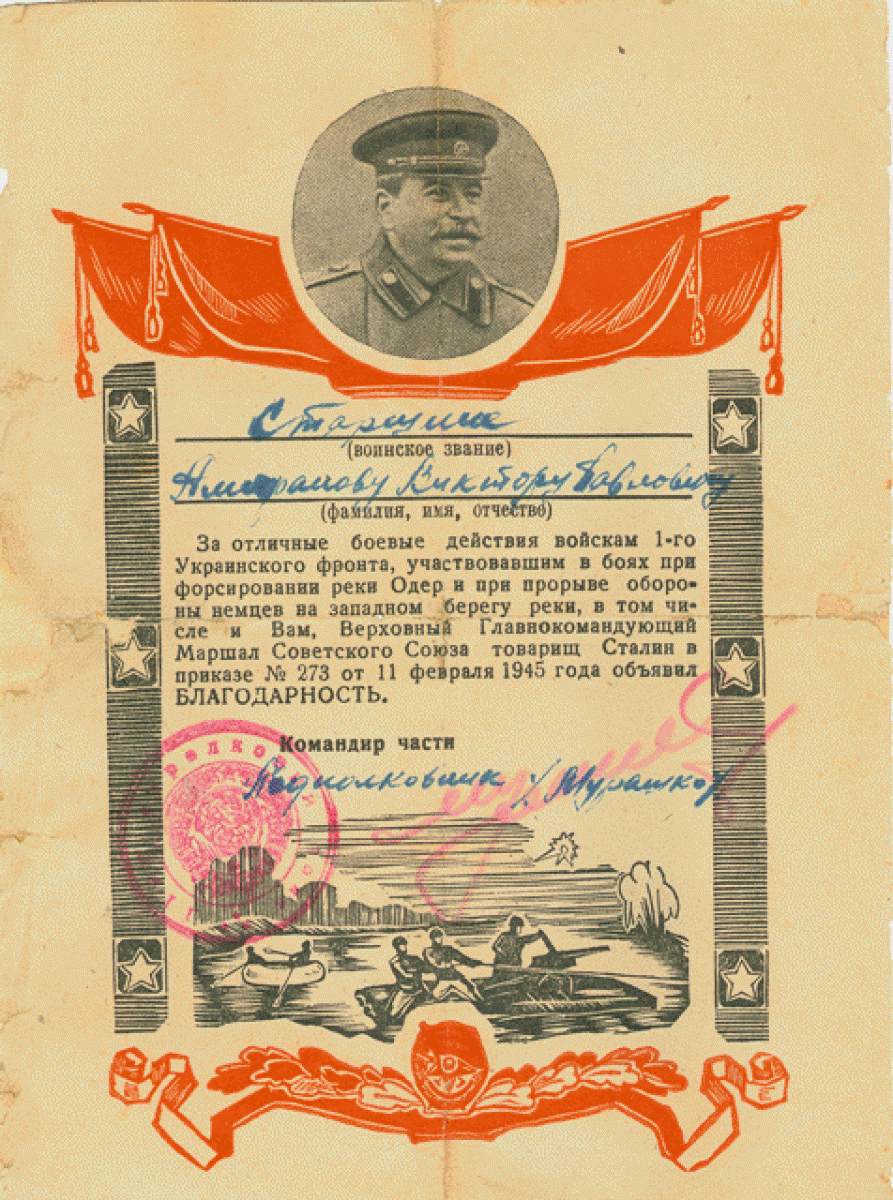 Старшине
(воинское звание)
Виктору Павловичу
(фамилия, имя, отчество)
За отличные боевые действия войскам 1-го
Украинского фронта, участвовавшим в боях при
форсировании реки Одер и при прорыве оборо-
ны немцев на западном берегу реки, в том чи-
сле и Вам, Верховный Главнокомандующий
Маршал Советского Союза товарищ Сталин в
приказе № 273 от 11 февраля 1945 года объявил
БЛАГОДАРНОСТЬ.
Командир части
Подполковник / Мурашко /